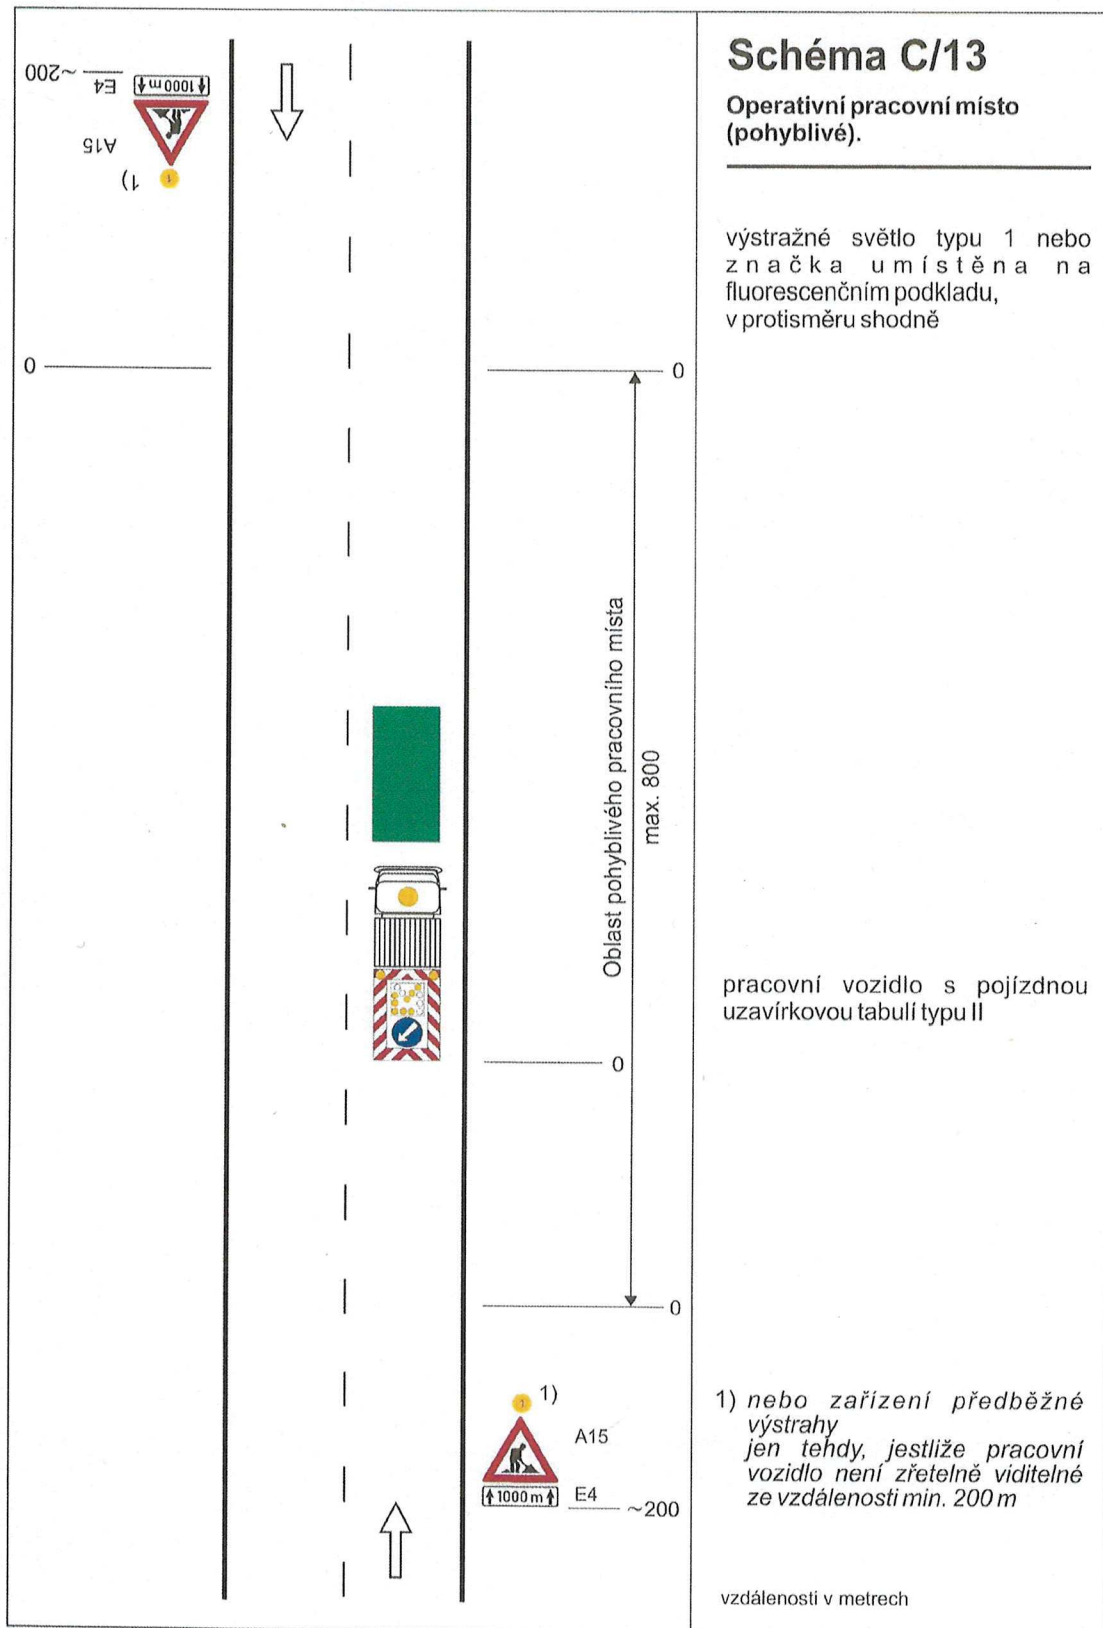 Schéma C/13
Operativní pracovní místo
(pohyblivé).
výstražné světlo typu 1 nebo
značka umístěna na
fluorescenčním podkladu,
v protisměru shodně
~200
E4
1000 m
A15
1)
1
0
0
Oblast pohyblivého pracovního místa
max. 800
pracovní vozidlo s pojízdnou
uzavírkovou tabulí typu II
0
0
1
1)
A15
1000 m
E4
~200
1) nebo zařízení předběžné
výstrahy
jen tehdy, jestliže pracovní
vozidlo není zřetelně viditelné
ze vzdálenosti min. 200 m
vzdálenosti v metrech